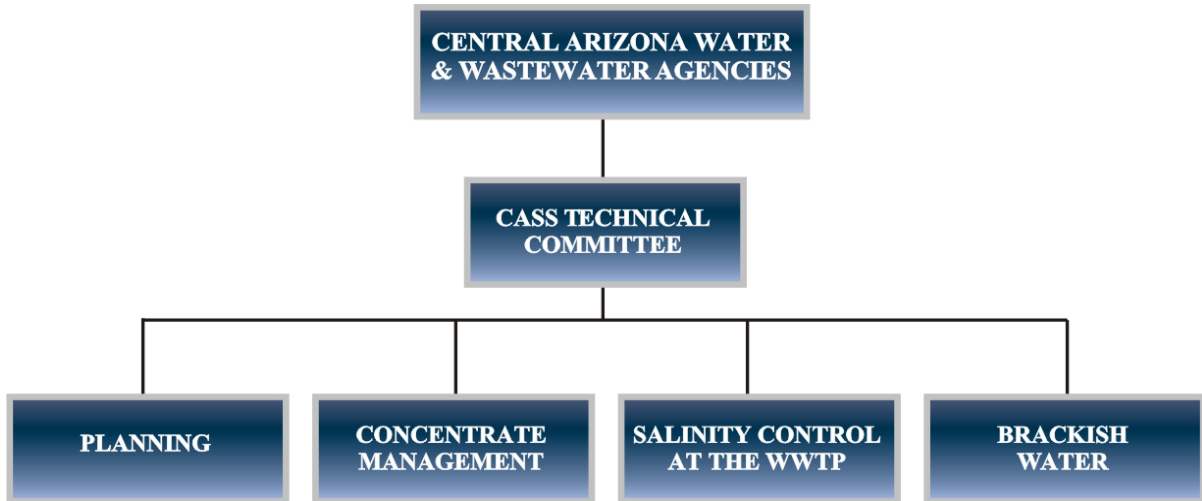 CENTRAL ARIZONA WATER
& WASTEWATER AGENCIES
CASS TECHNICAL
COMMITTEE
PLANNING
CONCENTRATE
MANAGEMENT
SALINITY CONTROL
AT THE WWTP
BRACKISH
WATER